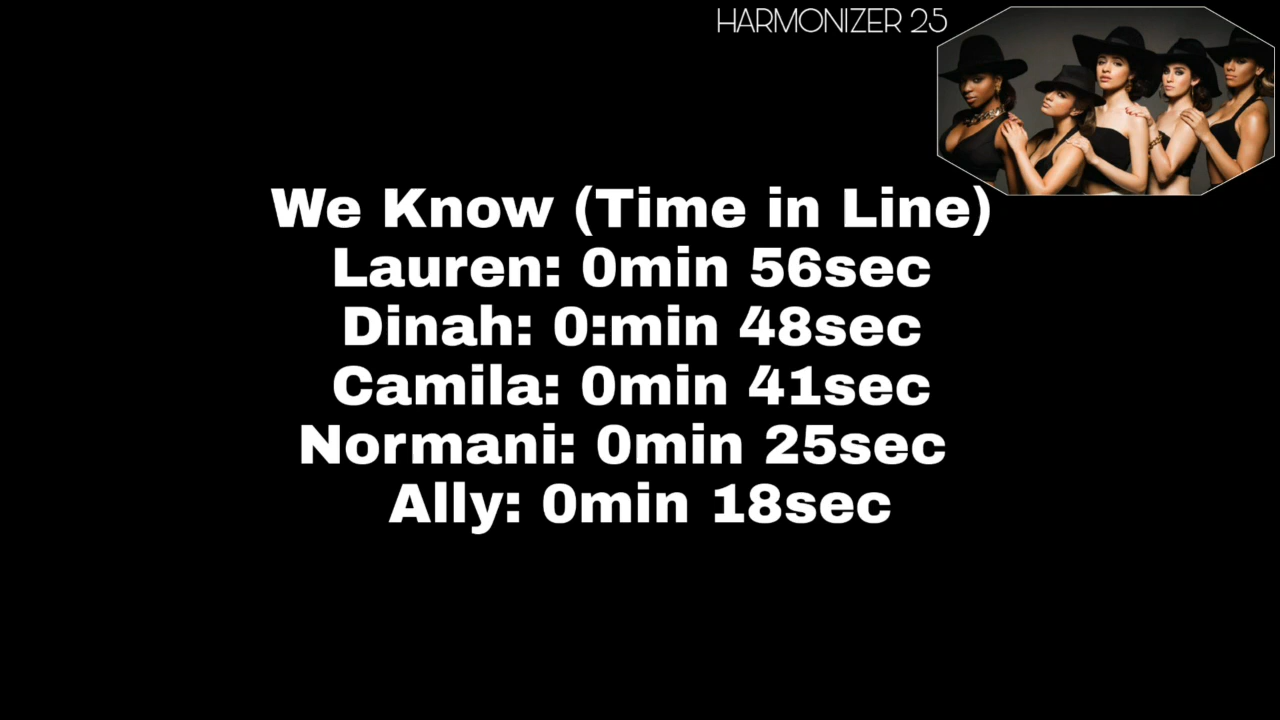 HARMONIZER 25
We Know (Time in Line)
Lauren: 0min 56sec
Dinah: 0:min 48sec
Camila: 0min 41sec
Normani: 0min 25sec
Ally: 0min 18sec